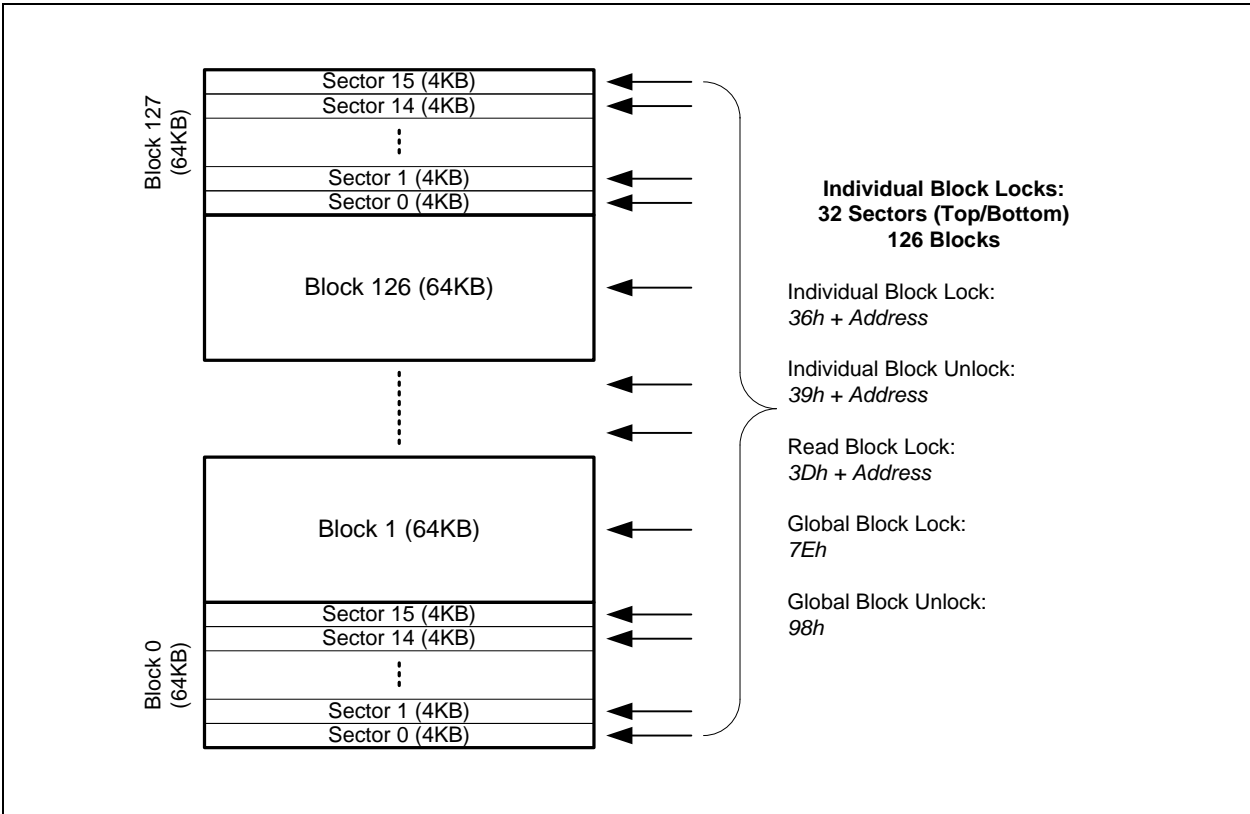 Block 127
(64KB)
Sector 15 (4KB)
Sector 14 (4KB)
Sector 1 (4KB)
Sector 0 (4KB)
Block 126 (64KB)
Block 1 (64KB)
Block 0
(64KB)
Sector 15 (4KB)
Sector 14 (4KB)
Sector 1 (4KB)
Sector 0 (4KB)
Individual Block Locks:
32 Sectors (Top/Bottom)
126 Blocks
Individual Block Lock:
36h + Address
Individual Block Unlock:
39h + Address
Read Block Lock:
3Dh + Address
Global Block Lock:
7Eh
Global Block Unlock:
98h